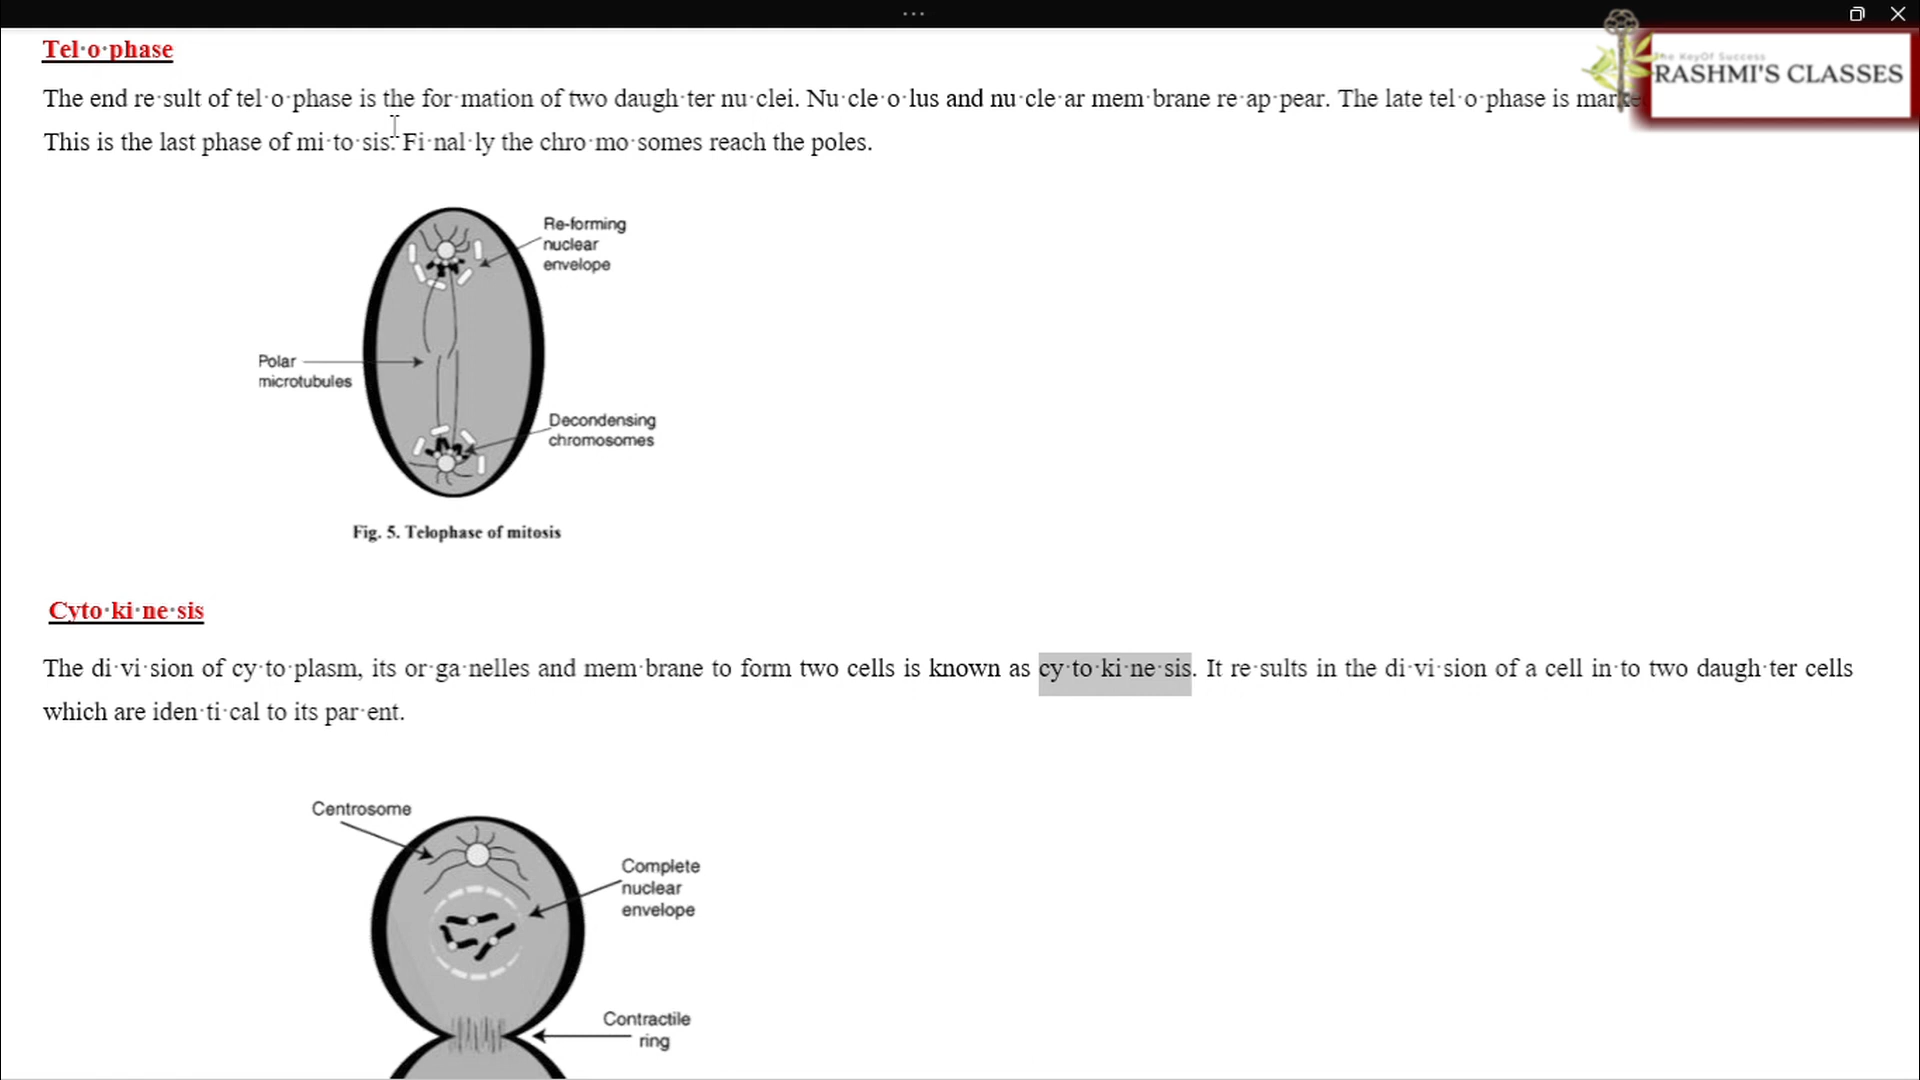 Tel·o·phase
The KeyOf Success
RASHMI'S CLASSES
The end re·sult of tel·o·phase is the for·mation of two daugh·ter nu·clei. Nu·cle·o·lus and nu·cle·ar mem·brane re·ap·pear. The late tel·o·phase is
This is the last phase of mi·to·sis. Fi·nal·ly the chro·mo·somes reach the poles.
Re-forming
nuclear
envelope
Polar
microtubules
Decondensing
chromosomes
Fig. 5. Telophase of mitosis
Cyto·ki·ne·sis
The di·vi·sion of cy·to·plasm, its or·ga·nelles and mem·brane to form two cells is known as cy·to·ki·ne·sis. It re·sults in the di·vi·sion of a cell in·to two daugh·ter cells
which are iden·ti·cal to its par·ent.
Centrosome
Complete
nuclear
envelope
Contractile
ring